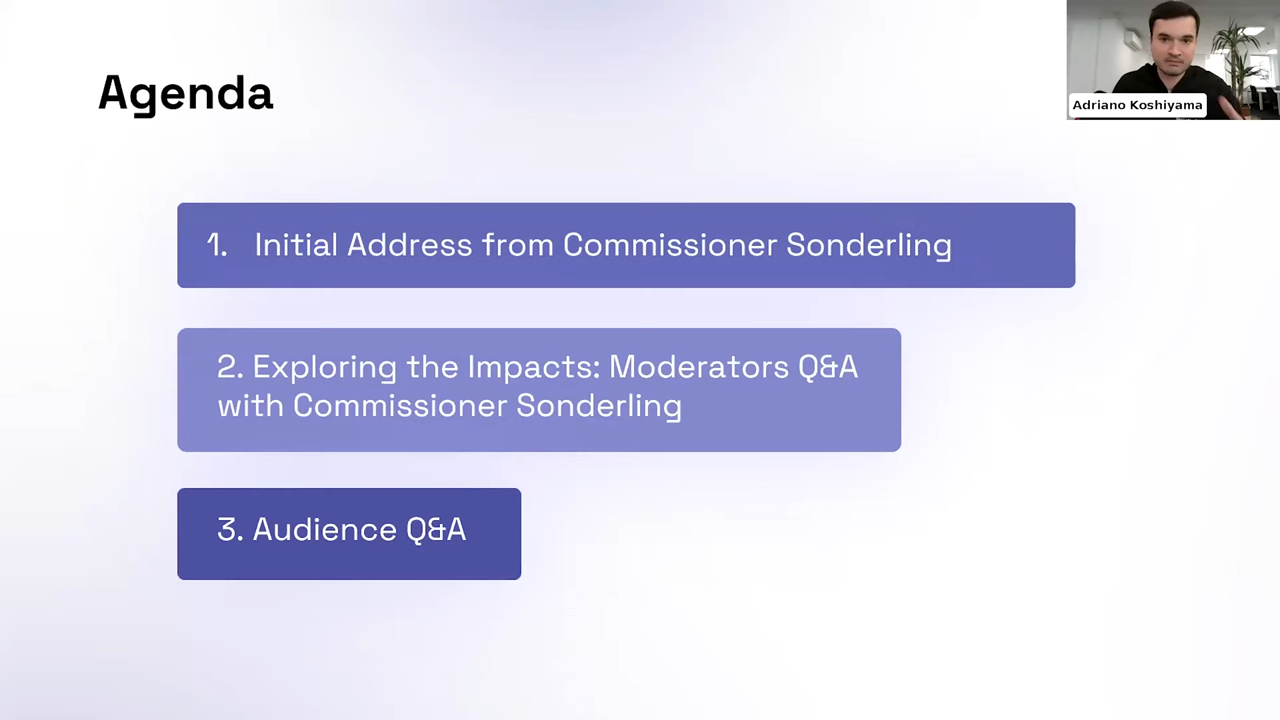 Agenda
Adriano Koshiyama
1. Initial Address from Commissioner Sonderling
2. Exploring the Impacts: Moderators Q&A
with Commissioner Sonderling
3. Audience Q&A